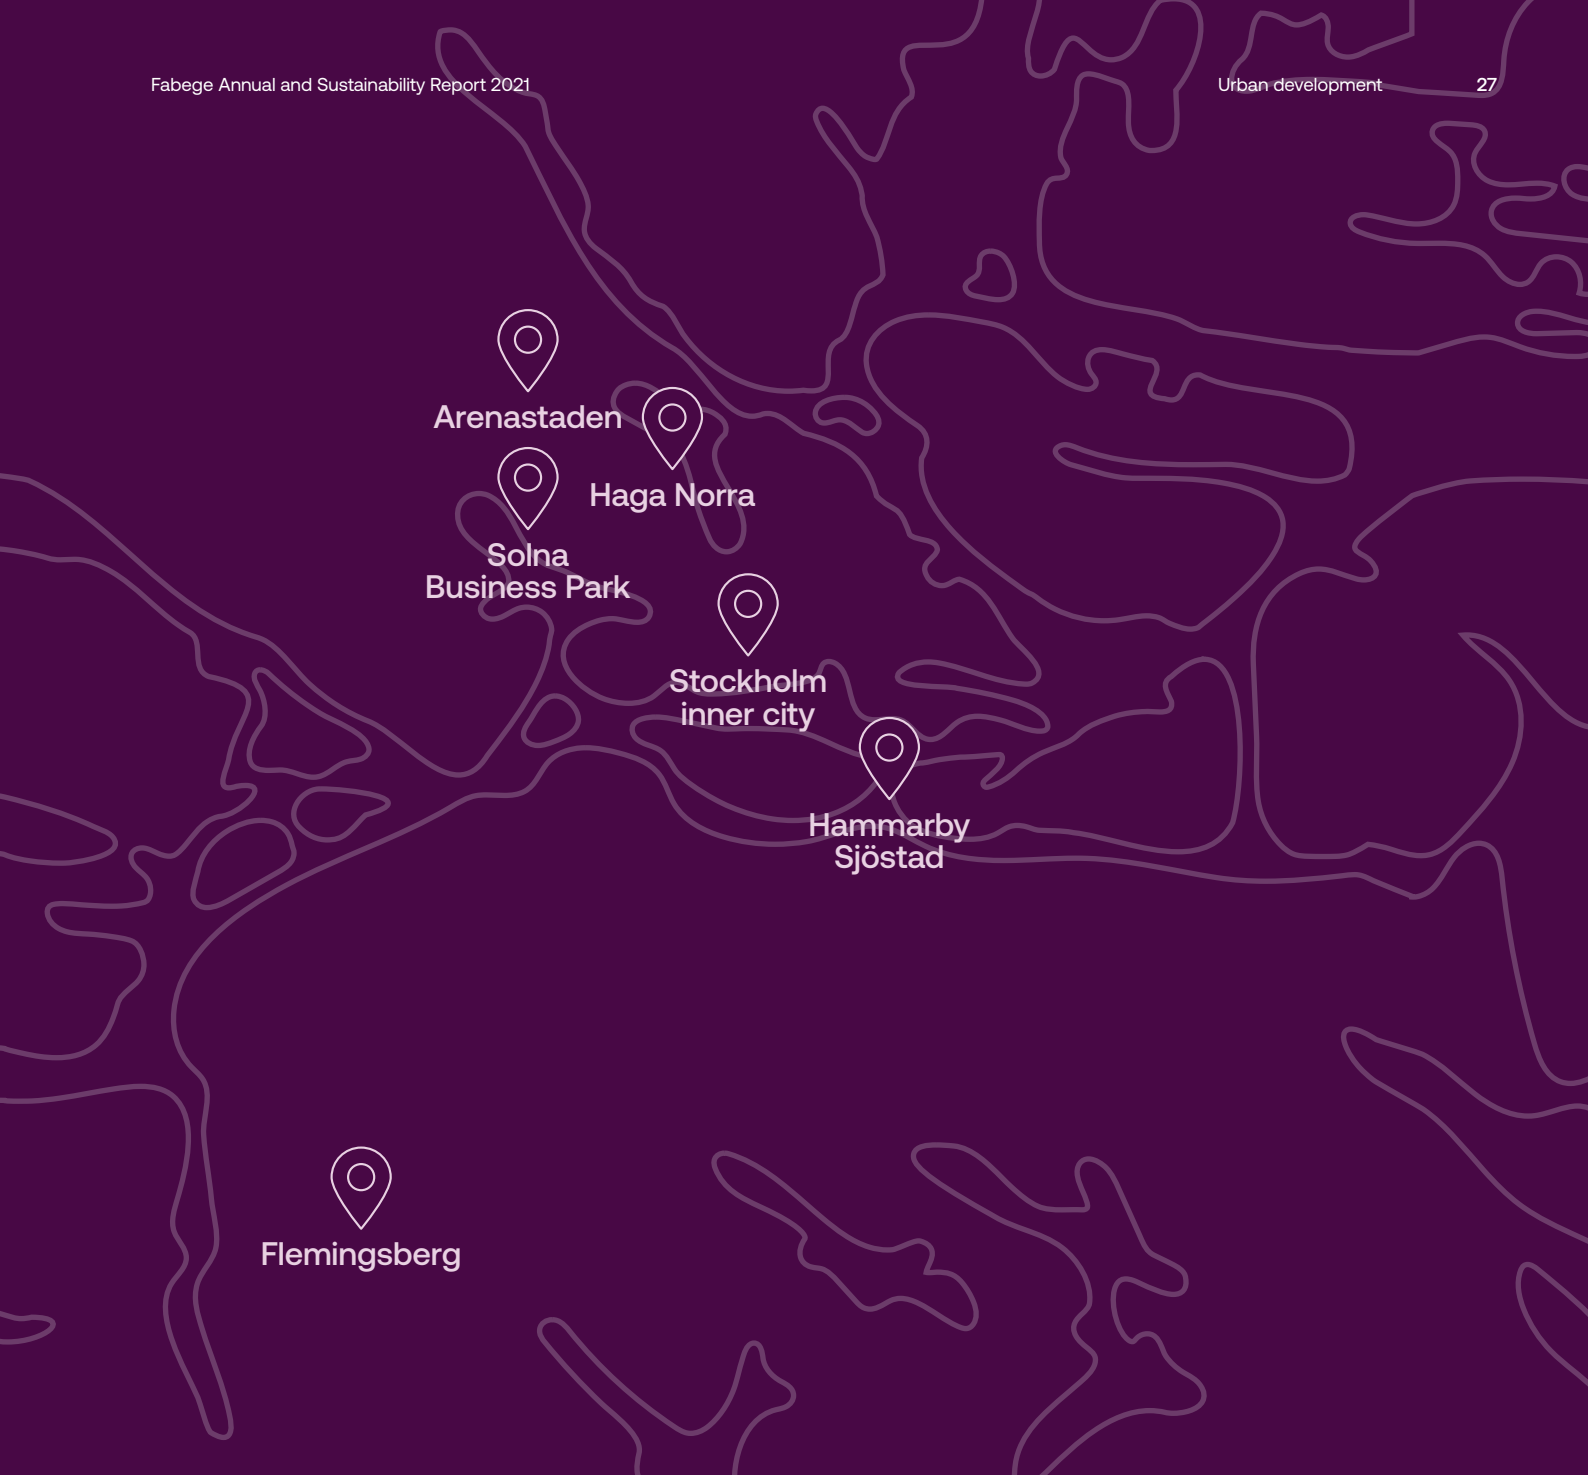 Fabege Annual and Sustainability Report 2021
Urban development
27
Arenastaden
Haga Norra
Solna
Business Park
Stockholm
inner city
Hammarby
Sjöstad
Flemingsberg